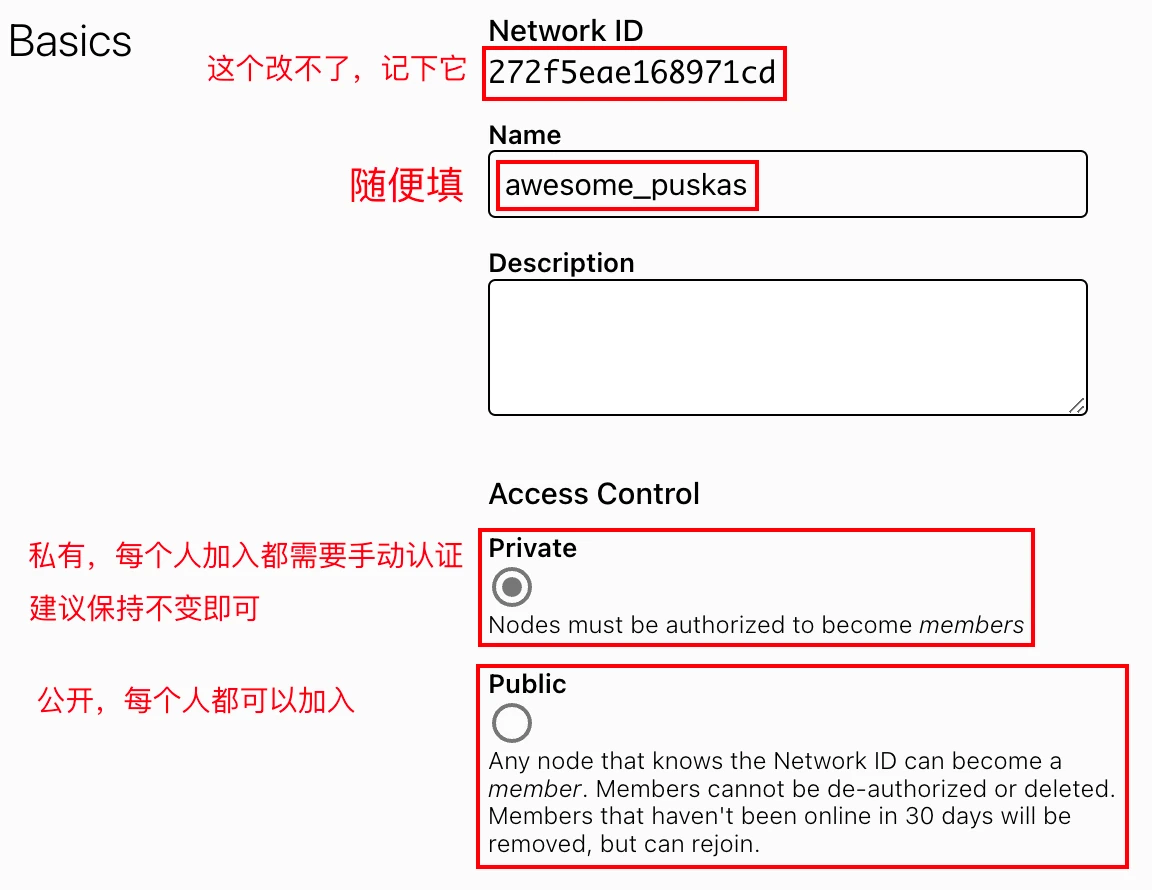 Basics
Network ID
这个改不了，记下它
272f5eae168971cd
Name
随便填
awesome_puskas
Description
Access Control
私有，每个人加入都需要手动认证
建议保持不变即可
Private
Nodes must be authorized to become members
公开，每个人都可以加入
Public
Any node that knows the Network ID can become a
member. Members cannot be de-authorized or deleted.
Members that haven't been online in 30 days will be
removed, but can rejoin.